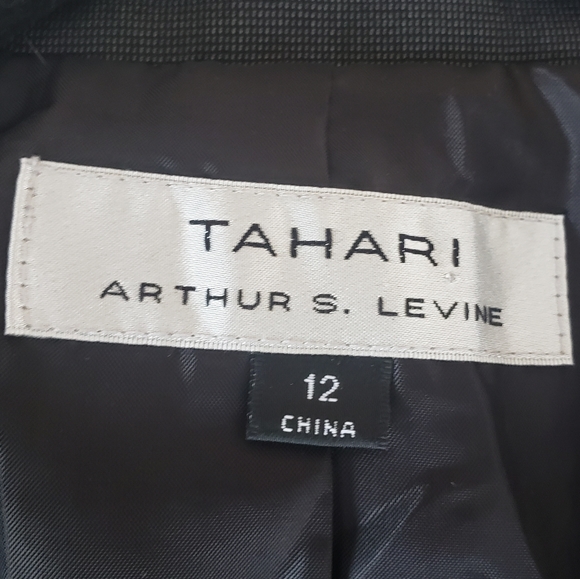 TAHARI
ARTHUR S. LEVINE
12
CHINA